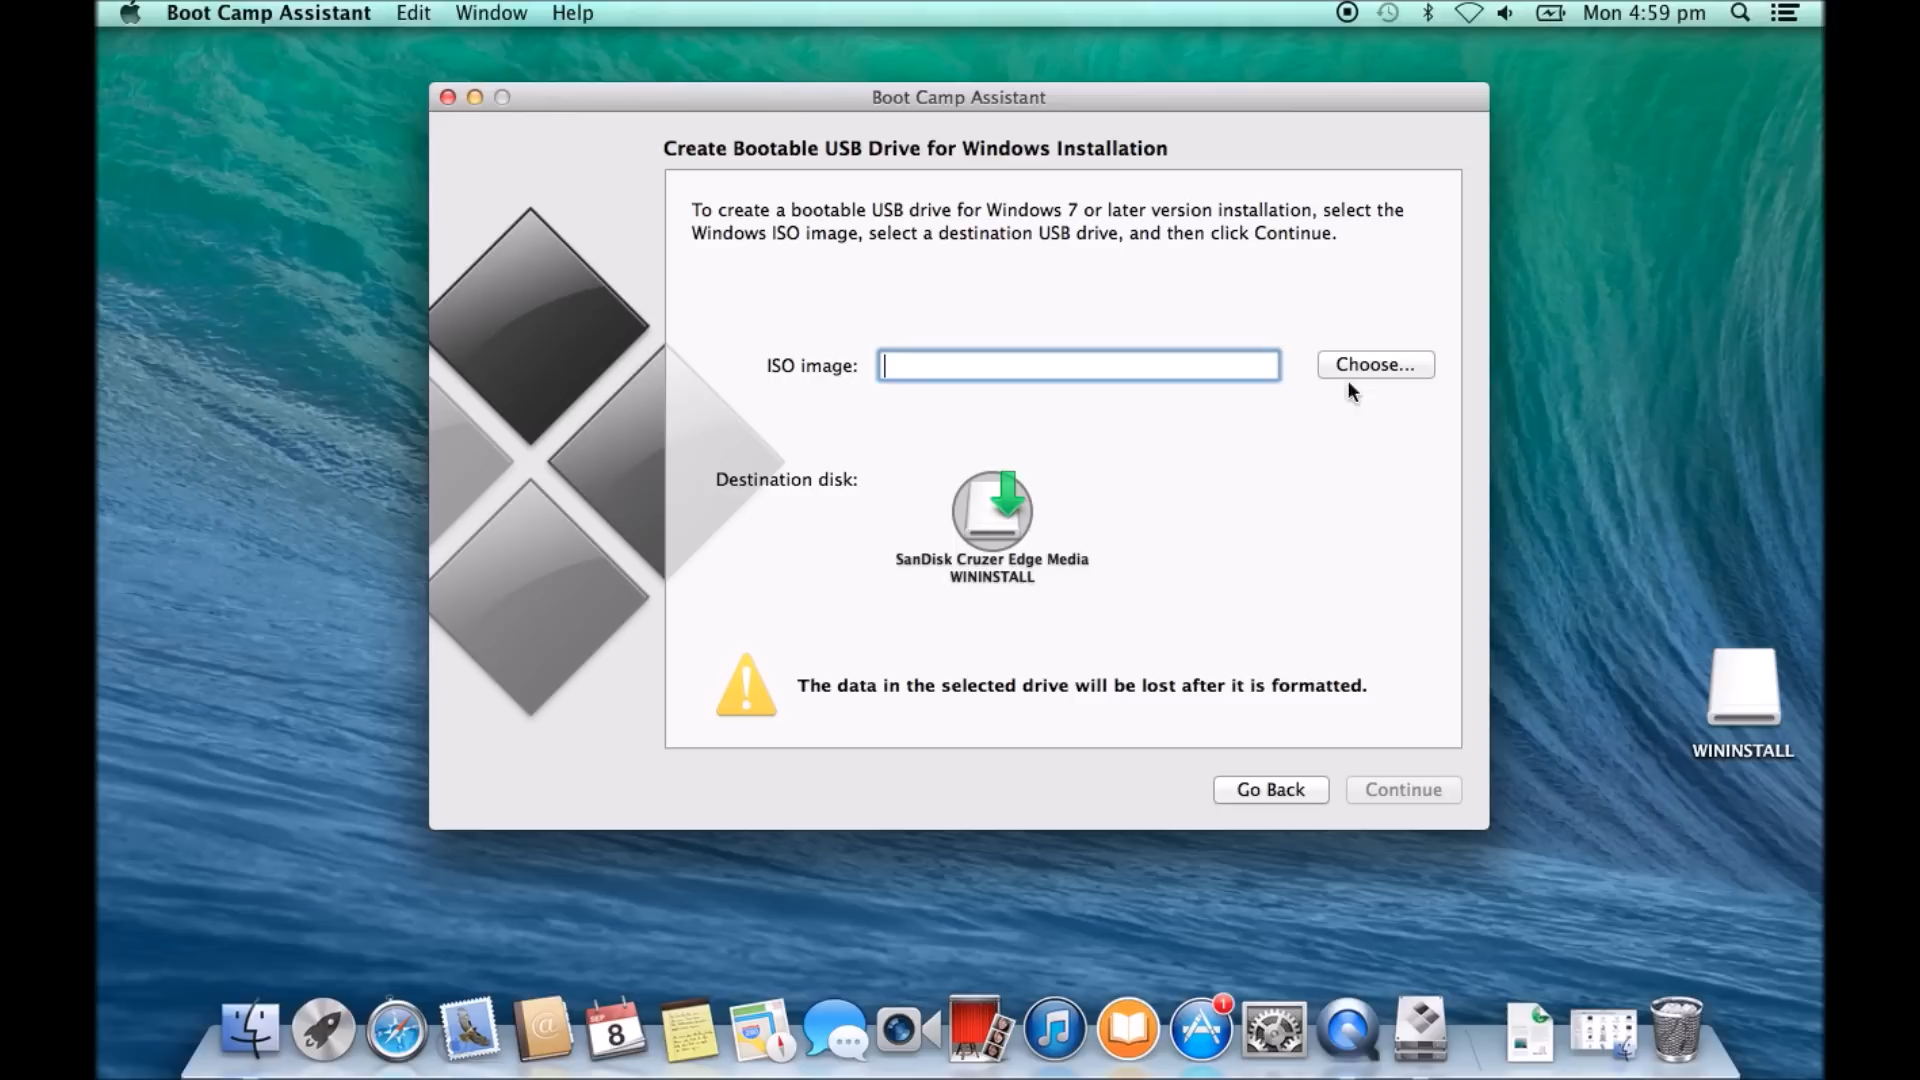 Boot Camp Assistant Edit Window Help Mon 4:59 pm
Boot Camp Assistant
Create Bootable USB Drive for Windows Installation
To create a bootable USB drive for Windows 7 or later version installation, select the
Windows ISO image, select a destination USB drive, and then click Continue.
ISO image: Choose...
Destination disk:
SanDisk Cruzer Edge Media
WININSTALL
The data in the selected drive will be lost after it is formatted.
WININSTALL
Go Back Continue
SEP
8
1